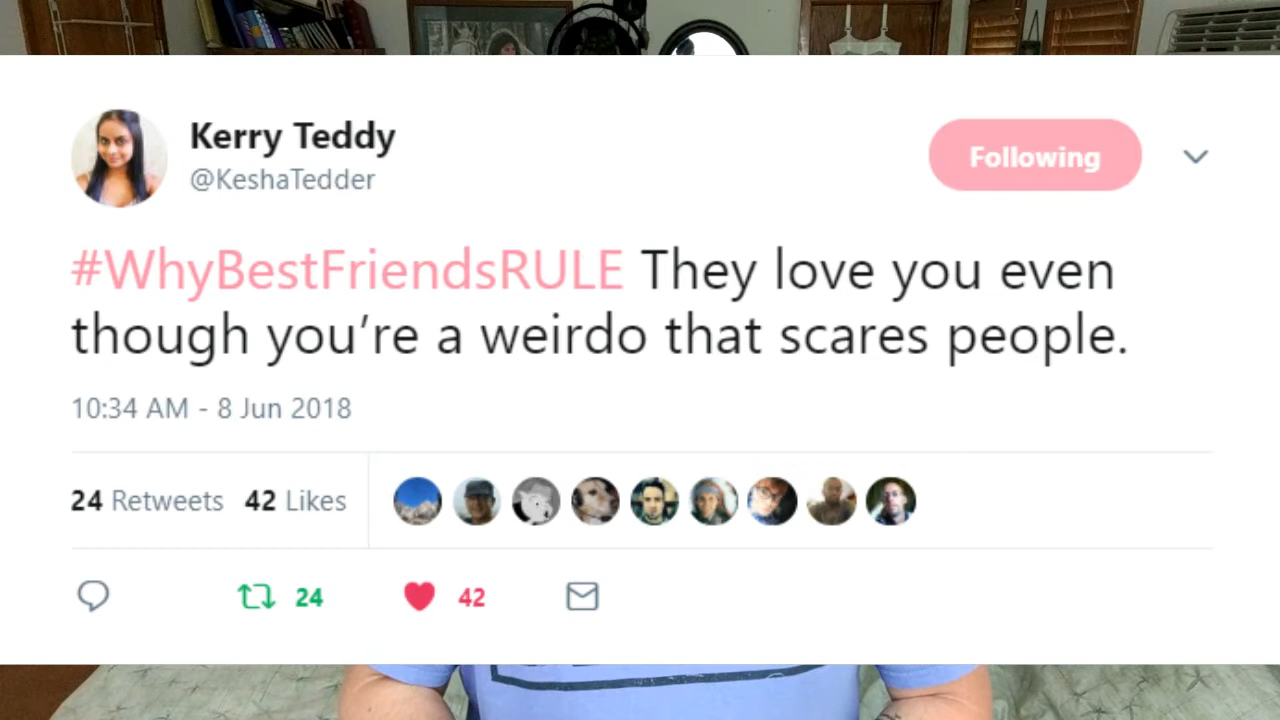 Kerry Teddy
@KeshaTedder
Following
#WhyBestFriendsRULE They love you even
though you’re a weirdo that scares people.
10:34 AM - 8 Jun 2018
24 Retweets 42 Likes
24 42